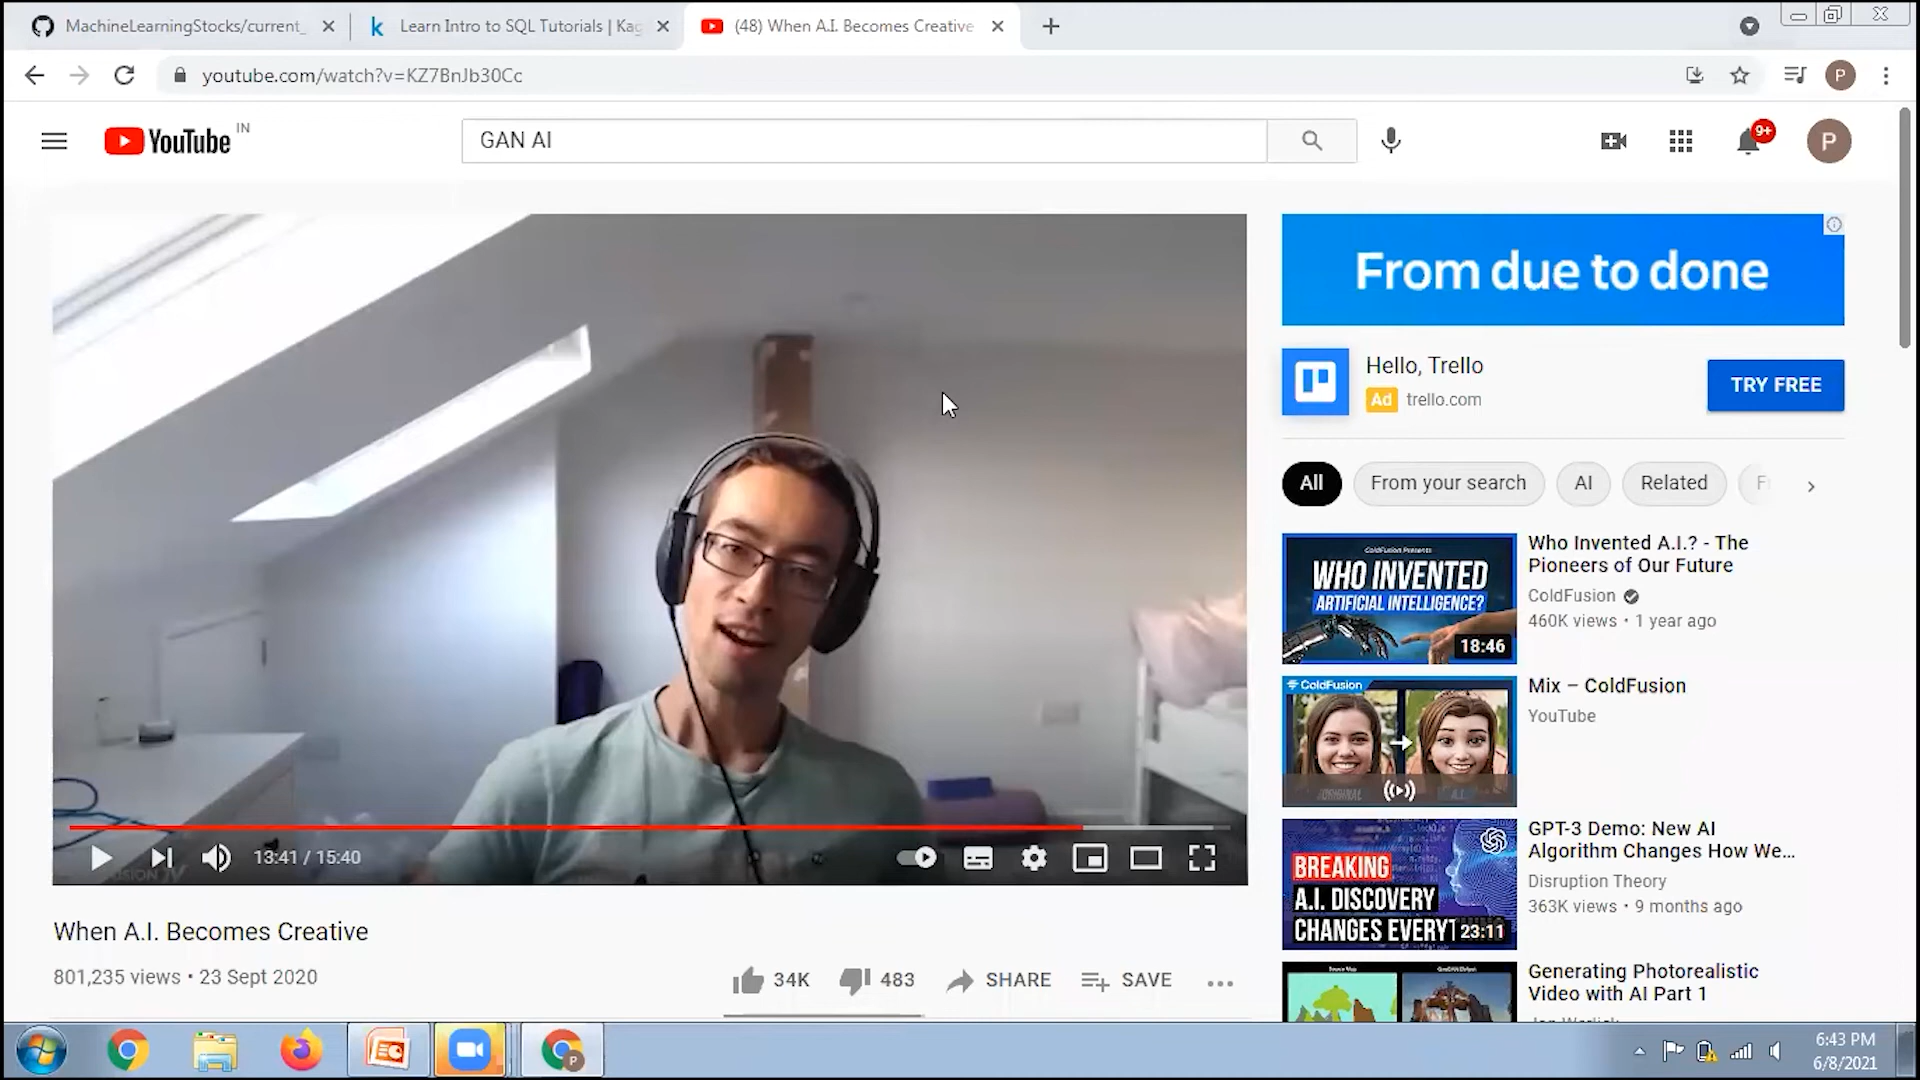 MachineLearningStocks/current_
Learn Intro to SQL Tutorials | Kag
(48) When A.I. Becomes Creative
youtube.com/watch?v=KZ7BnJb30Cc
P
YouTube IN
GAN AI
9+
P
From due to done
Hello, Trello
Ad trello.com
TRY FREE
All
From your search
AI
Related
WHO INVENTED
ARTIFICIAL INTELLIGENCE?
18:46
Who Invented A.I.? - The
Pioneers of Our Future
ColdFusion
460K views • 1 year ago
ColdFusion
Mix – ColdFusion
YouTube
BREAKING
A.I. DISCOVERY
CHANGES EVERYT
23:11
GPT-3 Demo: New AI
Algorithm Changes How We...
Disruption Theory
363K views • 9 months ago
Generating Photorealistic
Video with AI Part 1
13:41 / 15:40
When A.I. Becomes Creative
801,235 views • 23 Sept 2020
34K
483
SHARE
SAVE
P
6:43 PM
6/8/2021